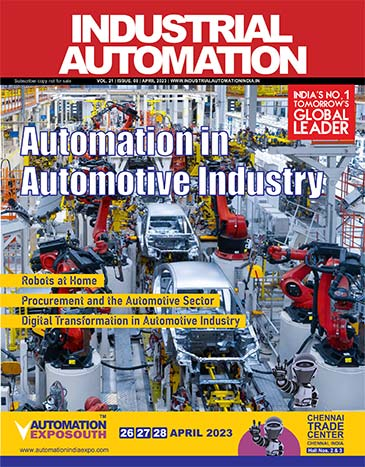 INDUSTRIAL
AUTOMATION
Subscriber copy not for sale
VOL. 21 | ISSUE. 08 | APRIL 2023 | WWW.INDUSTRIALAUTOMATIONINDIA.IN
INDIA'S NO.1
TOMORROW'S
GLOBAL
LEADER
Automation in
Automotive Industry
Robots at Home
Procurement and the Automotive Sector
Digital Transformation in Automotive Industry
AUTOMATION™
EXPOSOUTH
www.automationindiaexpo.com
26 27 28 APRIL 2023
CHENNAI
TRADE
CENTER
CHENNAI, INDIA
Hall Nos. 2 & 3